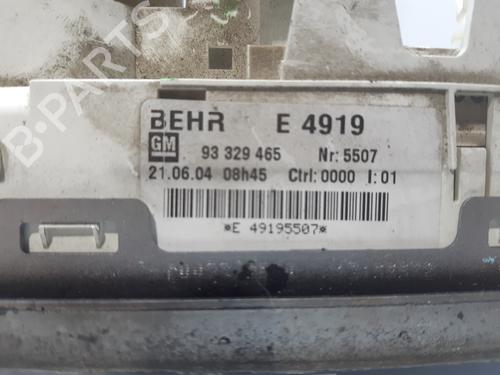 B-PARTS
BEHR E 4919
GM 93 329 465 Nr: 5507
21.06.04 08h45 Ctrl:0000 I:01
*E 49195507*